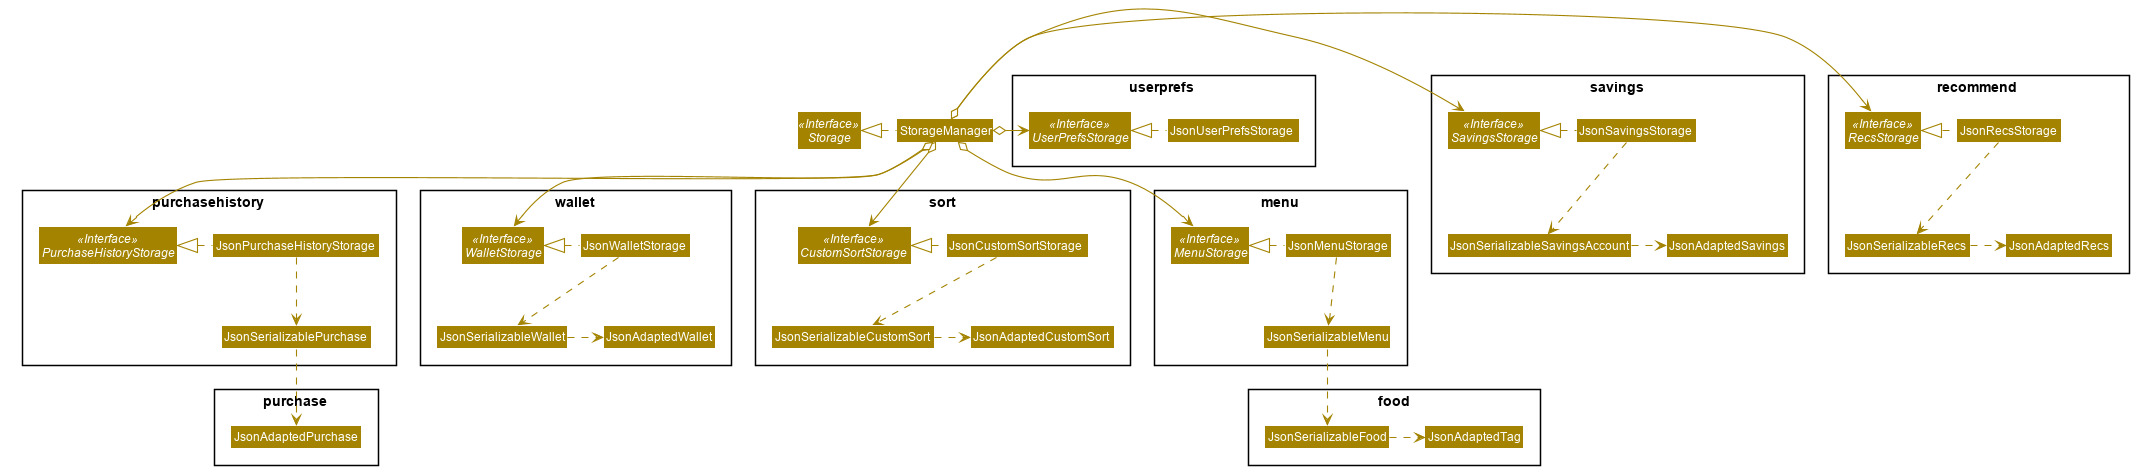 userprefs
savings
recommend
«Interface»
Storage
StorageManager
«Interface»
UserPrefsStorage
JsonUserPrefsStorage
«Interface»
SavingsStorage
JsonSavingsStorage
«Interface»
RecsStorage
JsonRecsStorage
purchasehistory
wallet
sort
menu
«Interface»
PurchaseHistoryStorage
JsonPurchaseHistoryStorage
«Interface»
WalletStorage
JsonWalletStorage
«Interface»
CustomSortStorage
JsonCustomSortStorage
«Interface»
MenuStorage
JsonMenuStorage
JsonSerializableSavingsAccount
JsonAdaptedSavings
JsonSerializableRecs
JsonAdaptedRecs
JsonSerializablePurchase
JsonSerializableWallet
JsonAdaptedWallet
JsonSerializableCustomSort
JsonAdaptedCustomSort
JsonSerializableMenu
purchase
food
JsonAdaptedPurchase
JsonSerializableFood
JsonAdaptedTag